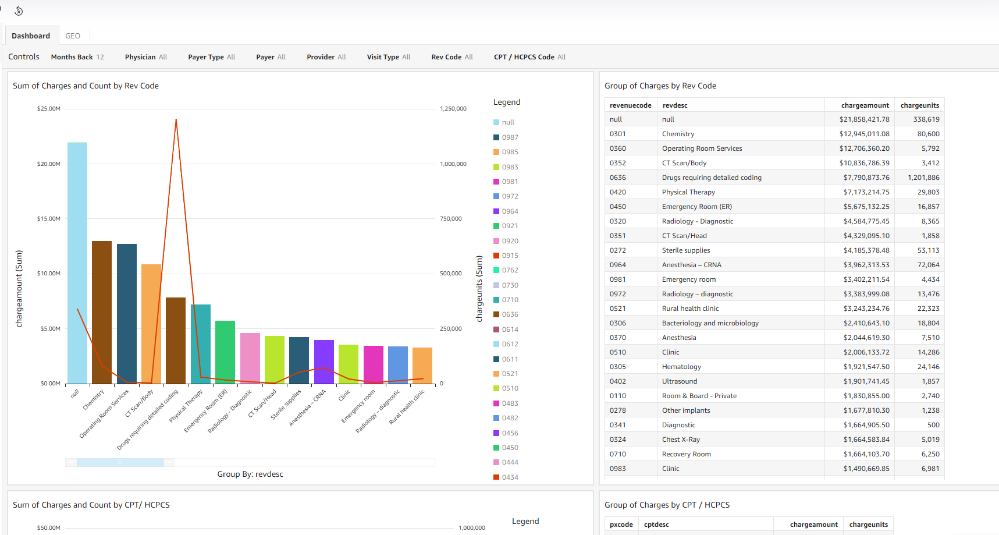 Dashboard GEO
Controls Months Back 12 Physician All Payer Type All Payer All Provider All Visit Type All Rev Code All CPT / HCPCS Code All
Sum of Charges and Count by Rev Code
$25.00M
$20.00M
$15.00M
$10.00M
$5.00M
$0.00M
chargeamount (Sum)
1,250,000
1,000,000
750,000
500,000
250,000
0
chargeunits (Sum)
null
Chemistry
Operating Room Services
CT Scan/Body
Drugs requiring detailed coding
Physical Therapy
Emergency Room (ER)
Radiology - Diagnostic
CT Scan/Head
Sterile supplies
Anesthesia – CRNA
Clinic
Emergency room
Radiology – diagnostic
Rural health clinic
Group By: revdesc
Legend
null
0987
0985
0983
0981
0972
0964
0921
0920
0915
0762
0730
0710
0636
0614
0612
0611
0521
0510
0483
0482
0456
0450
0444
0434
Group of Charges by Rev Code
revenuecode revdesc chargeamount chargeunits
null null $21,858,421.78 338,619
0301 Chemistry $12,945,011.08 80,600
0360 Operating Room Services $12,706,360.20 5,792
0352 CT Scan/Body $10,836,786.39 3,412
0636 Drugs requiring detailed coding $7,790,873.76 1,201,886
0420 Physical Therapy $7,173,214.75 29,803
0450 Emergency Room (ER) $5,675,132.25 16,857
0320 Radiology - Diagnostic $4,584,775.45 8,365
0351 CT Scan/Head $4,329,095.10 1,858
0272 Sterile supplies $4,185,378.48 53,113
0964 Anesthesia – CRNA $3,962,313.53 72,064
0981 Emergency room $3,402,211.54 4,434
0972 Radiology – diagnostic $3,383,999.08 13,476
0521 Rural health clinic $3,243,234.76 22,323
0306 Bacteriology and microbiology $2,410,643.10 18,804
0370 Anesthesia $2,044,619.30 7,510
0510 Clinic $2,006,133.72 14,286
0305 Hematology $1,921,547.50 24,146
0402 Ultrasound $1,901,741.45 1,857
0110 Room & Board - Private $1,830,855.00 2,740
0278 Other implants $1,677,810.30 1,238
0341 Diagnostic $1,664,905.50 500
0324 Chest X-Ray $1,664,583.84 5,019
0710 Recovery Room $1,664,103.70 6,250
0983 Clinic $1,490,669.85 6,981
Sum of Charges and Count by CPT/ HCPCS
$50.00M
1,000,000
Legend
Group of Charges by CPT / HCPCS
pxcode cptdesc chargeamount chargeunits